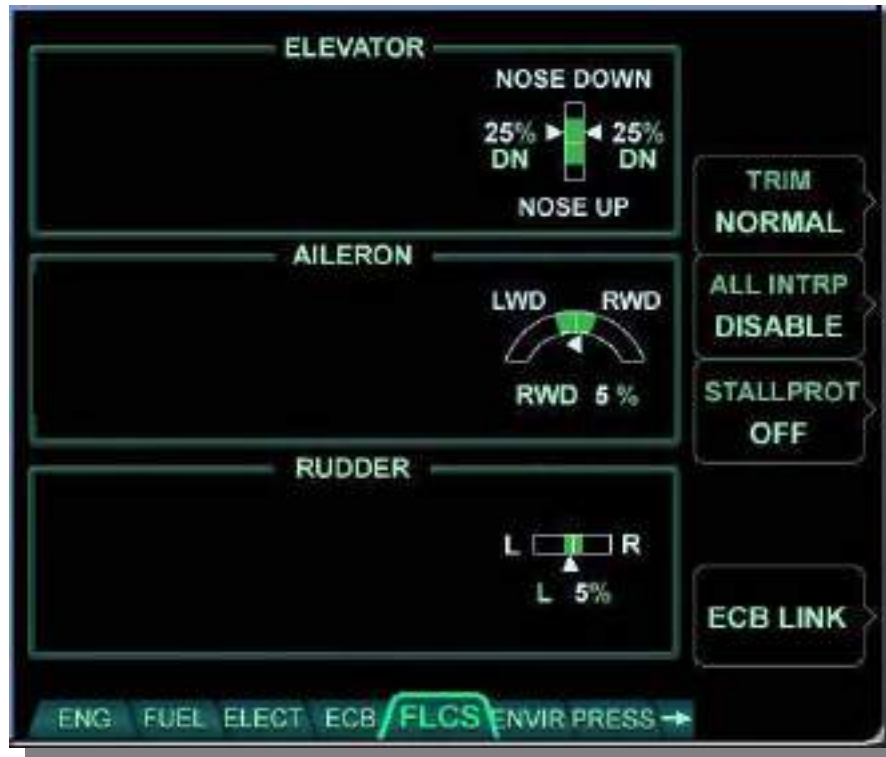 ELEVATOR
NOSE DOWN
25% 25%
DN DN
NOSE UP
TRIM
NORMAL
AILERON
LWD RWD
RWD 5 %
ALL INTRP
DISABLE
STALLPROT
OFF
RUDDER
L R
L 5%
ECB LINK
ENG FUEL ELECT ECB FLCS ENVIR PRESS